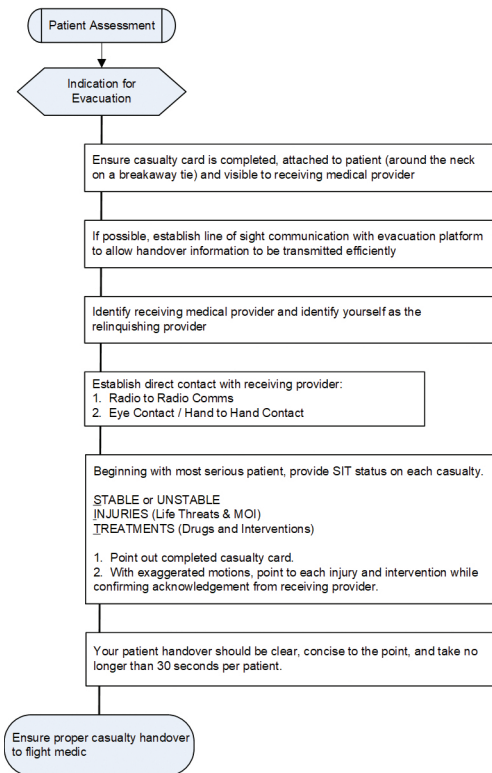 Patient Assessment
Indication for
Evacuation
Ensure casualty card is completed, attached to patient (around the neck
on a breakaway tie) and visible to receiving medical provider
If possible, establish line of sight communication with evacuation platform
to allow handover information to be transmitted efficiently
Identify receiving medical provider and identify yourself as the
relinquishing provider
Establish direct contact with receiving provider:
1. Radio to Radio Comms
2. Eye Contact / Hand to Hand Contact
Beginning with most serious patient, provide SIT status on each casualty.
STABLE or UNSTABLE
INJURIES (Life Threats & MOI)
TREATMENTS (Drugs and Interventions)
1. Point out completed casualty card.
2. With exaggerated motions, point to each injury and intervention while
confirming acknowledgement from receiving provider.
Your patient handover should be clear, concise to the point, and take no
longer than 30 seconds per patient.
Ensure proper casualty handover
to flight medic